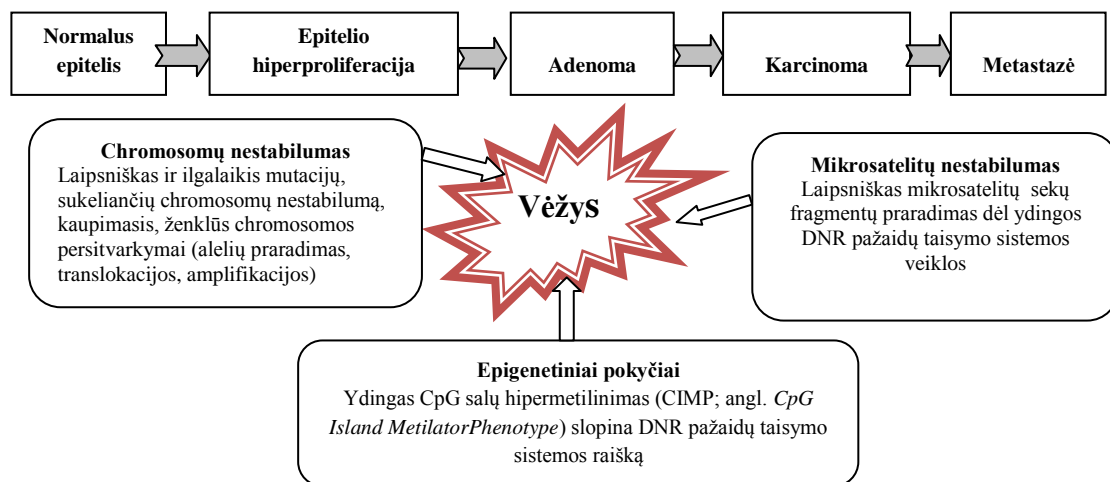 Normalus
epitelis
Epitelio
hiperproliferacija
Adenoma
Karcinoma
Metastazė
Chromosomų nestabilumas
Laipsniškas ir ilgalaikis mutacijų,
sukeliančių chromosomų nestabilumą,
kaupimasis, ženklūs chromosomos
persitvarkymai (alelių praradimas,
translokacijos, amplifikacijos)
Vėžys
Mikrosatelitų nestabilumas
Laipsniškas mikrosatelitų sekų
fragmentų praradimas dėl ydingos
DNR pažaidų taisymo sistemos
veiklos
Epigenetiniai pokyčiai
Ydingas CpG salų hipermetilinimas (CIMP; angl. CpG
Island MetilatorPhenotype) slopina DNR pažaidų taisymo
sistemos raišką